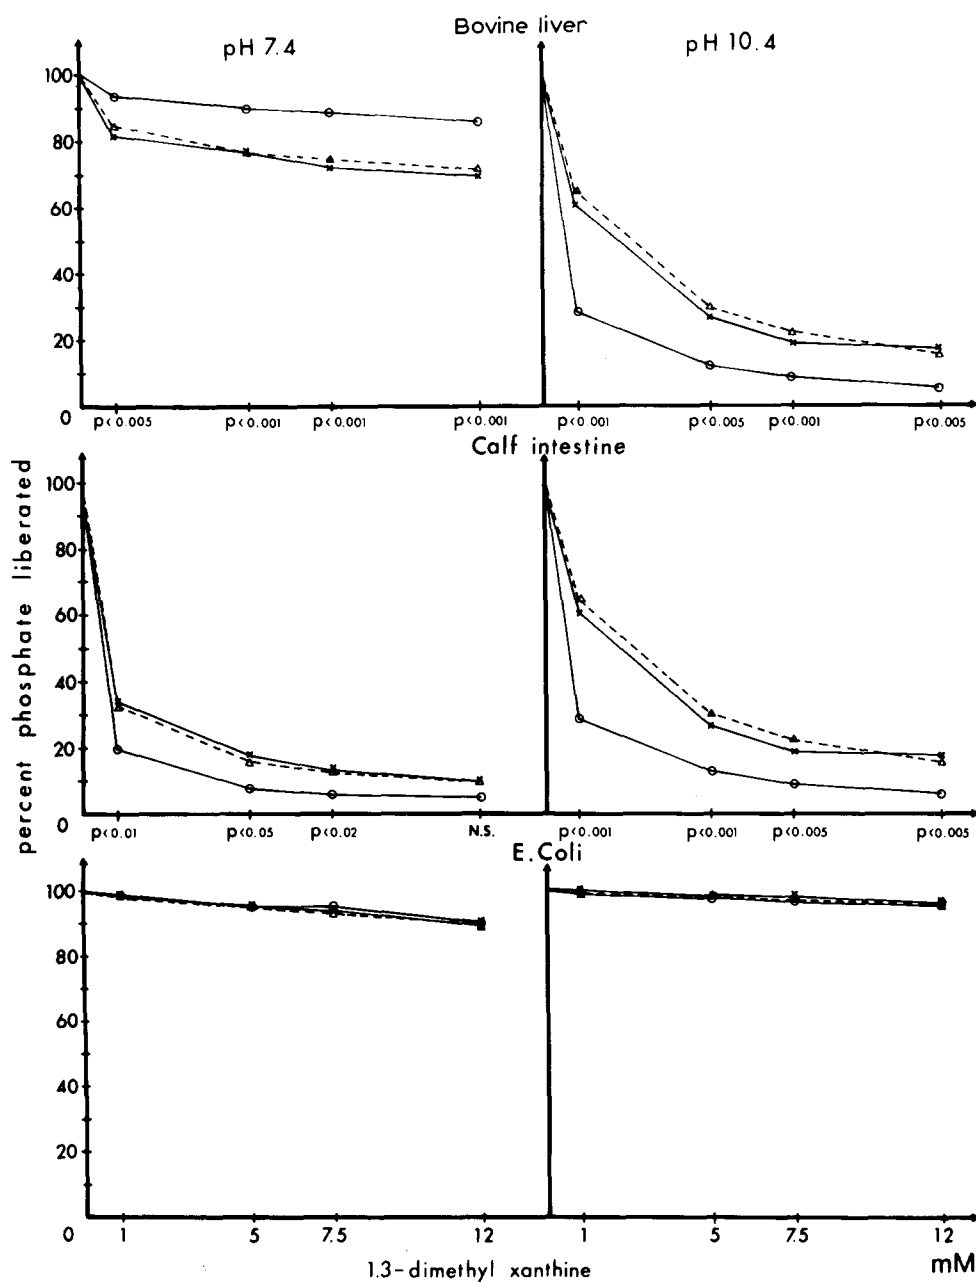 Bovine liver
pH 7.4
pH 10.4
100
80
60
40
20
0
p<0.005 p<0.001 p<0.001 p<0.001
p<0.001 p<0.005 p<0.001 p<0.005
Calf intestine
percent phosphate liberated
100
80
60
40
20
0
p<0.01 p<0.05 p<0.02 N.S.
p<0.001 p<0.001 p<0.005 p<0.005
E.Coli
100
80
60
40
20
0
1 5 7.5 12
1 5 7.5 12
1.3-dimethyl xanthine
mM